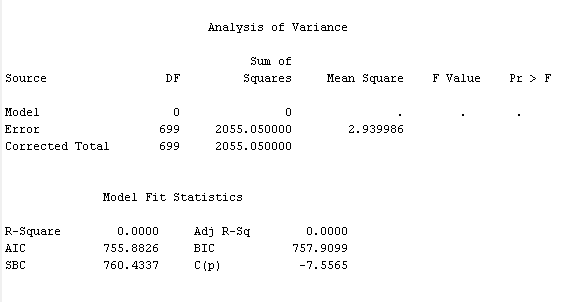 Analysis of Variance
Sum of
Source DF Squares Mean Square F Value Pr > F
Model 0 0 . . .
Error 699 2055.050000 2.939986
Corrected Total 699 2055.050000
Model Fit Statistics
R-Square 0.0000 Adj R-Sq 0.0000
AIC 755.8826 BIC 757.9099
SBC 760.4337 C(p) -7.5565